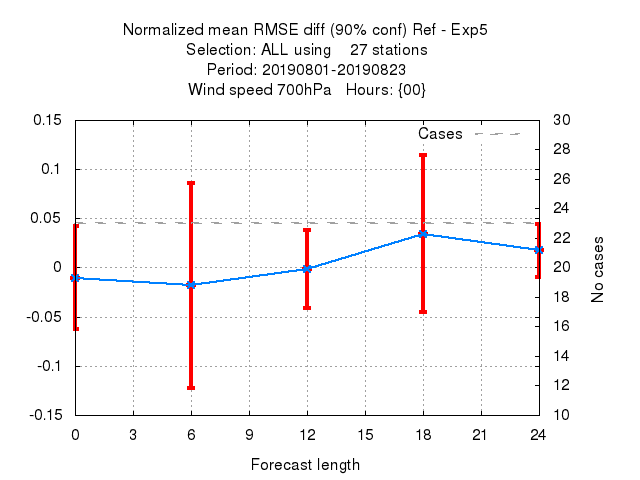 Normalized mean RMSE diff (90% conf) Ref - Exp5
Selection: ALL using    27 stations
Period: 20190801-20190823
Wind speed 700hPa   Hours: {00}
Cases
0.15
0.1
0.05
0
-0.05
-0.1
-0.15
30
28
26
24
22
20
18
16
14
12
10
No cases
0 3 6 9 12 15 18 21 24
Forecast length